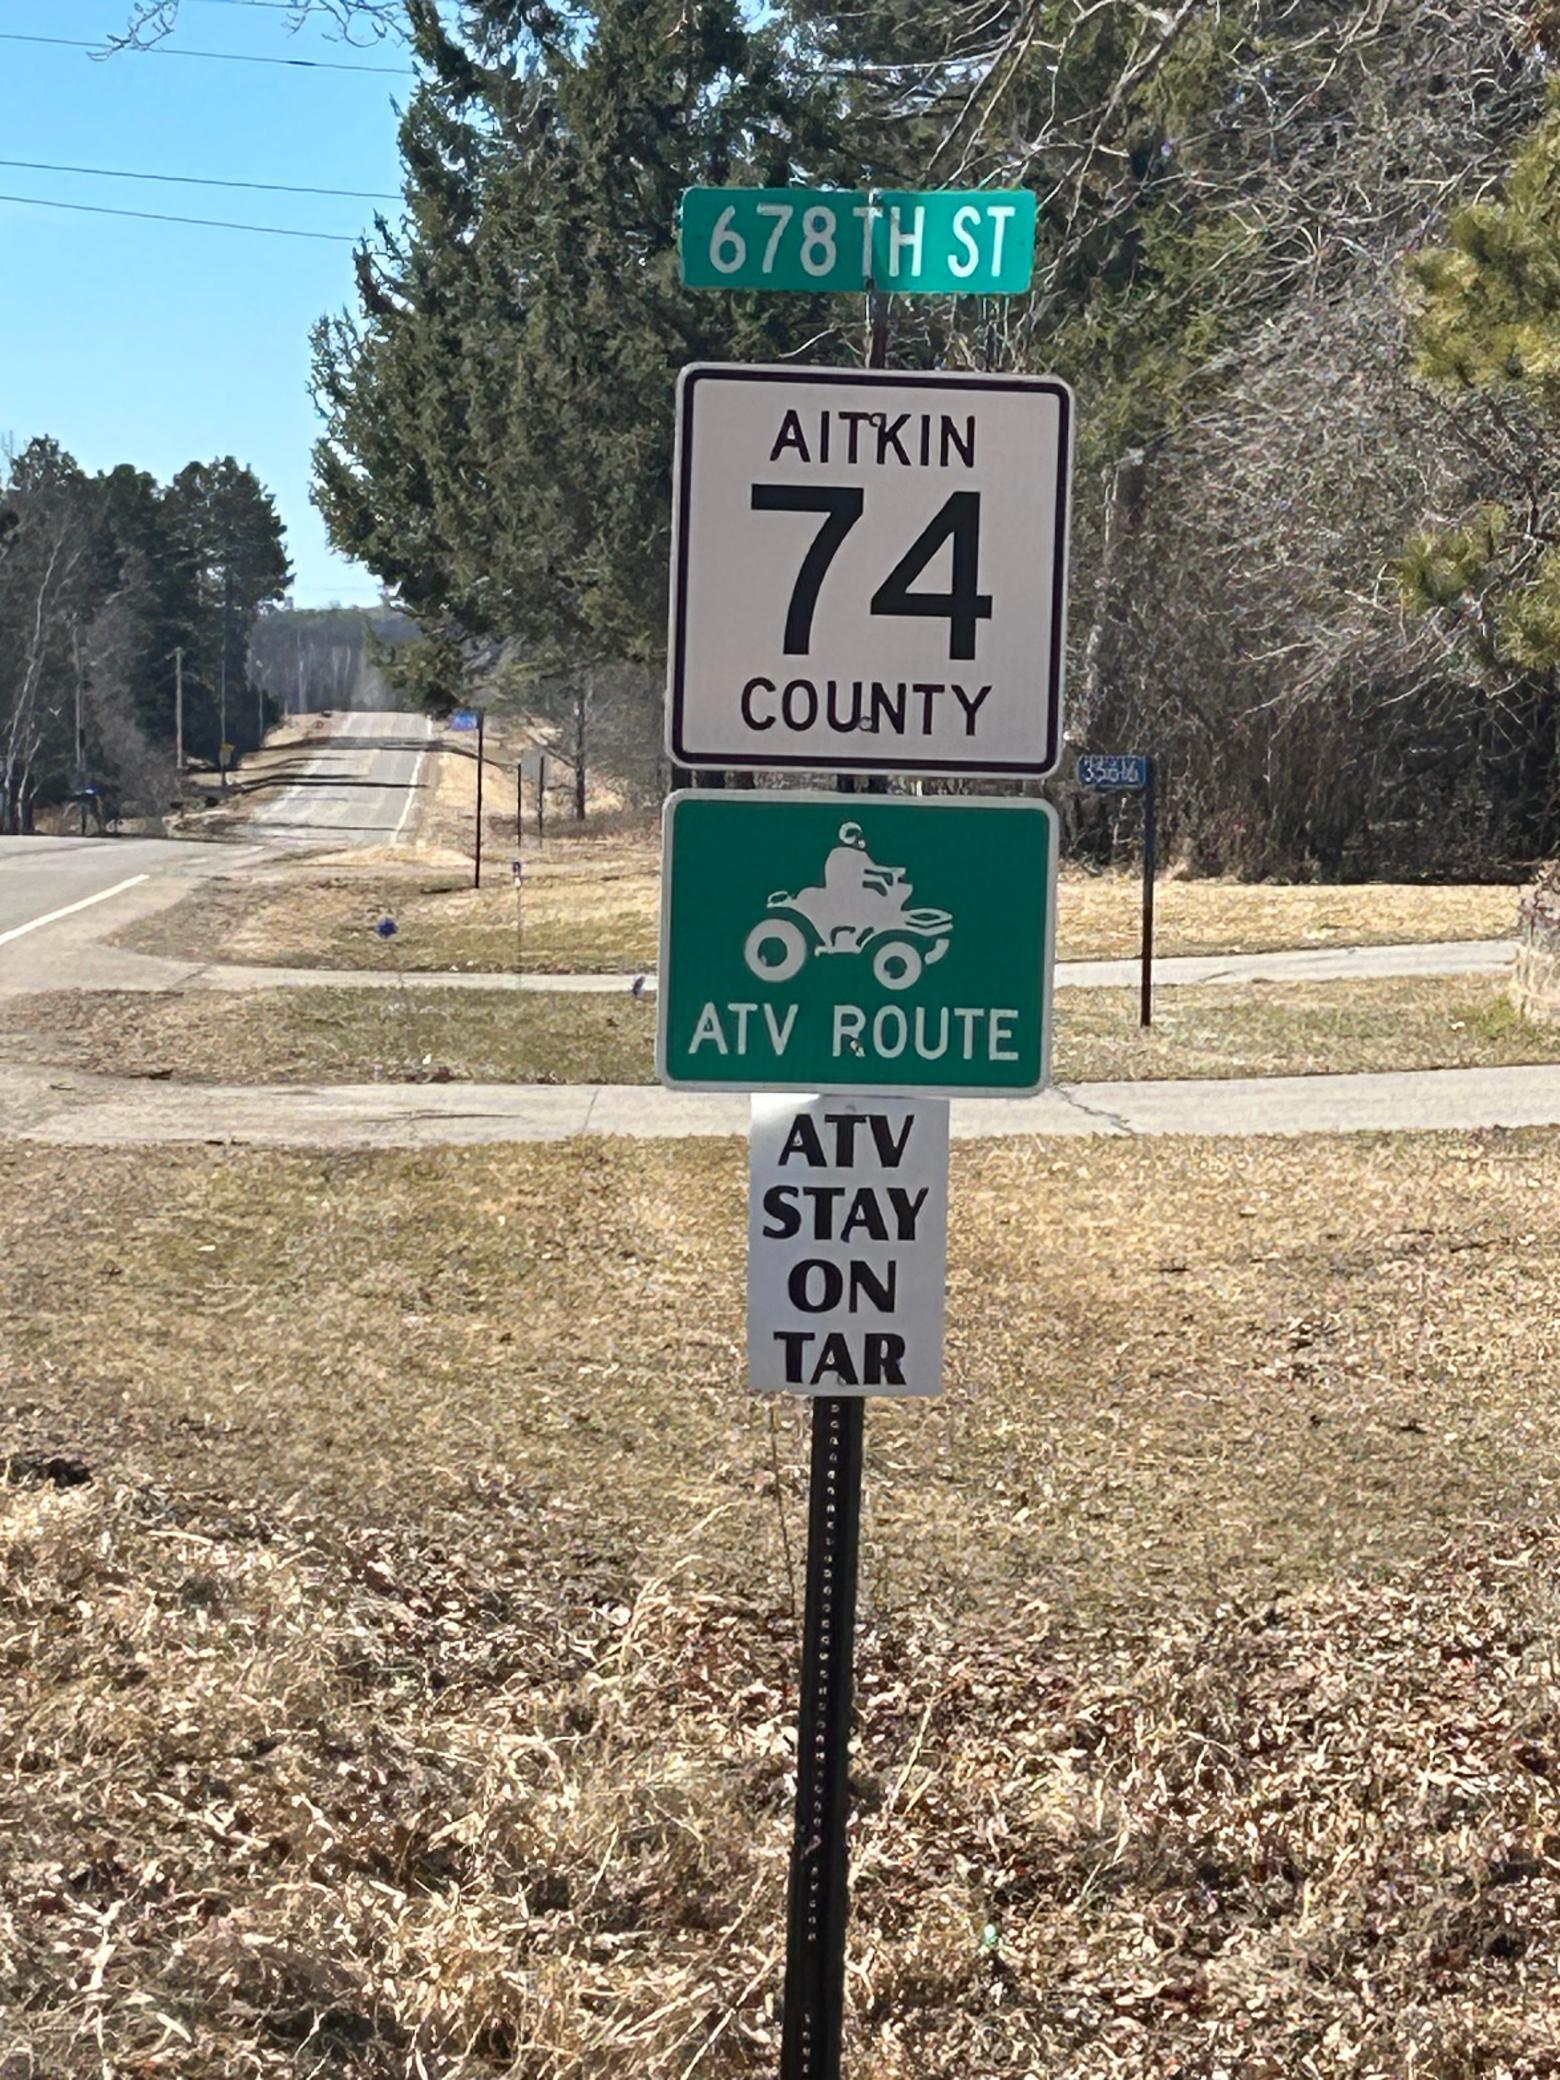 678TH ST
AITKIN
74
COUNTY
ATV ROUTE
ATV
STAY
ON
TAR